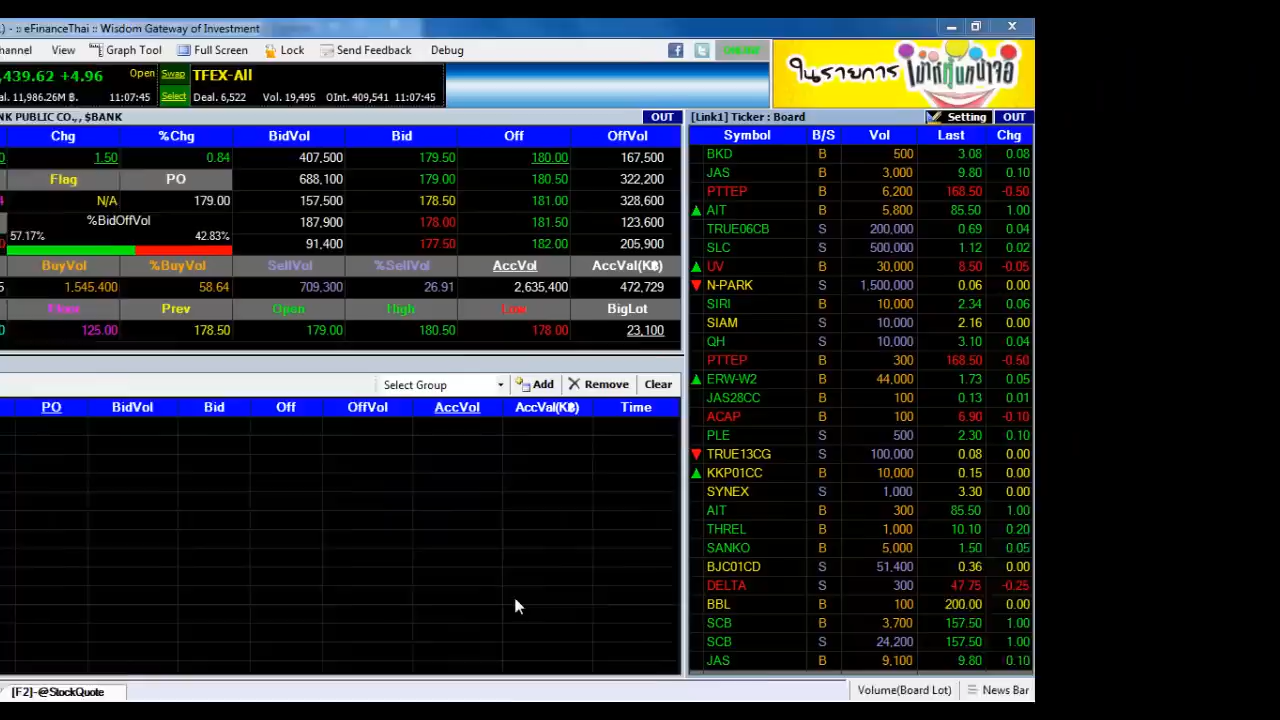 ) - :: eFinanceThai :: Wisdom Gateway of Investment
hannel View Graph Tool Full Screen Lock Send Feedback Debug
,439.62 +4.96 Open Swap TFEX-All
al. 11,986.26M ฿. 11:07:45 Select Deal. 6,522 Vol. 19,495 OInt. 409,541 11:07:45
ในรายการ
NK PUBLIC CO., , $BANK OUT
Chg %Chg BidVol Bid Off OffVol
1.50 0.84 407,500 179.50 180.00 167,500
Flag PO 688,100 179.00 180.50 322,200
N/A 179.00 157,500 178.50 181.00 328,600
%BidOffVol 187,900 178.00 181.50 123,600
57.17% 42.83% 91,400 177.50 182.00 205,900
BuyVol %BuyVol SellVol %SellVol AccVol AccVal(K฿)
1,545,400 58.64 709,300 26.91 2,635,400 472,729
Floor Prev Open High Low BigLot
125.00 178.50 179.00 180.50 178.00 23,100
Select Group Add Remove Clear
PO BidVol Bid Off OffVol AccVol AccVal(K฿) Time
[Link1] Ticker : Board Setting OUT
Symbol B/S Vol Last Chg
BKD B 500 3.08 0.08
JAS S 3,000 9.80 0.10
PTTEP B 6,200 168.50 -0.50
AIT B 5,800 85.50 1.00
TRUE06CB S 200,000 0.69 0.04
SLC S 500,000 1.12 0.02
UV B 30,000 8.50 -0.05
N-PARK S 1,500,000 0.06 0.00
SIRI B 10,000 2.34 0.06
SIAM S 10,000 2.16 0.00
QH S 10,000 3.10 0.04
PTTEP B 300 168.50 -0.50
ERW-W2 B 44,000 1.73 0.05
JAS28CC B 100 0.13 0.01
ACAP B 100 6.90 -0.10
PLE S 500 2.30 0.10
TRUE13CG S 100,000 0.08 0.00
KKP01CC B 10,000 0.15 0.00
SYNEX S 1,000 3.30 0.00
AIT B 300 85.50 1.00
THREL B 1,000 10.10 0.20
SANKO B 5,000 1.50 0.05
BJC01CD S 51,400 0.36 0.00
DELTA S 300 47.75 -0.25
BBL B 100 200.00 0.00
SCB B 3,700 157.50 1.00
SCB S 24,200 157.50 1.00
JAS B 9,100 9.80 0.10
[F2]-@StockQuote Volume(Board Lot) News Bar